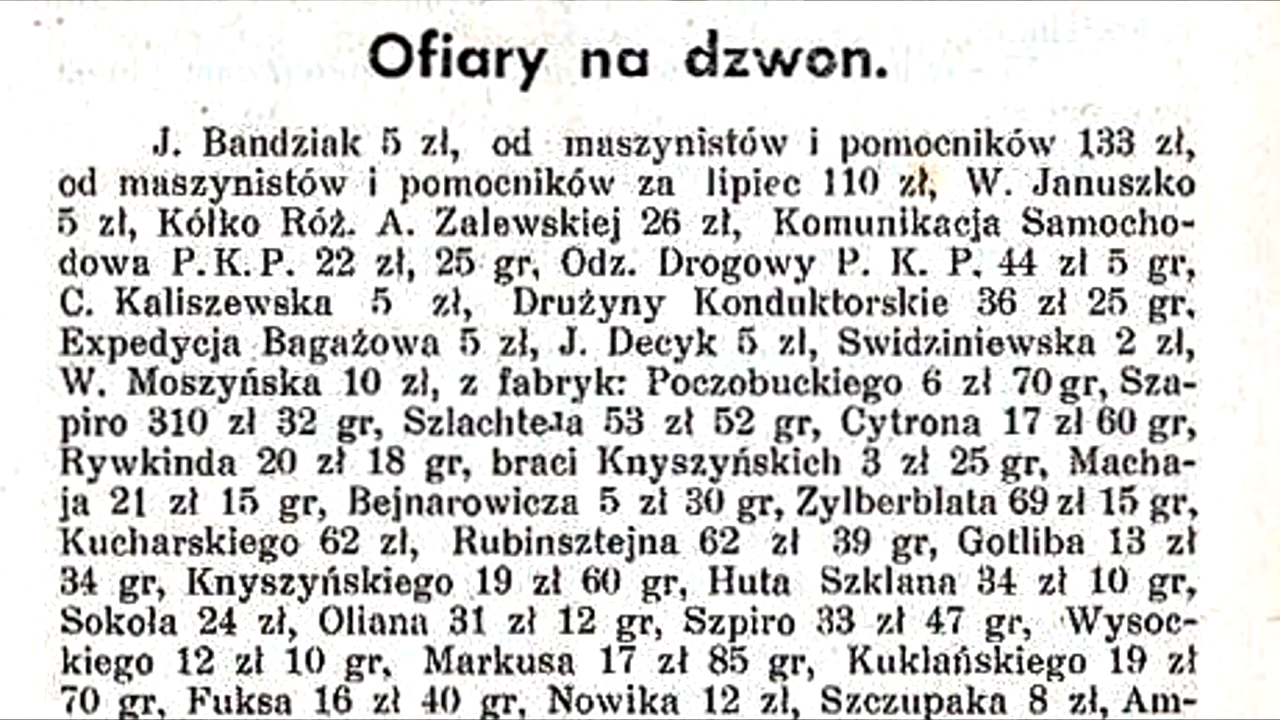 Ofiary na dzwon.
J. Bandziak 5 zł, od maszynistów i pomocników 133 zł,
od maszynistów i pomocników za lipiec 110 zł, W. Januszko
5 zł, Kółko Róż. A. Zalewskiej 26 zł, Komunikacja Samocho-
dowa P. K. P. 22 zł, 25 gr, Odz. Drogowy P. K. P. 44 zł 5 gr,
C. Kaliszewska 5 zł, Drużyny Konduktorskie 36 zł 25 gr.
Expedycja Bagażowa 5 zł, J. Decyk 5 zł, Swidziniewska 2 zł,
W. Moszyńska 10 zł, z fabryk: Poczobuckiego 6 zł 70 gr, Sza-
piro 310 zł 32 gr, Szlachtera 53 zł 52 gr, Cytrona 17 zł 60 gr,
Rywkinda 20 zł 18 gr, braci Knyszyńskich 3 zł 25 gr, Macha-
ja 21 zł 15 gr, Bejnarowicza 5 zł 30 gr, Zylberblata 69 zł 15 gr,
Kucharskiego 62 zł, Rubinsztejna 62 zł 39 gr, Gotliba 13 zł
34 gr, Knyszyńskiego 19 zł 60 gr, Huta Szklana 34 zł 10 gr,
Sokoła 24 zł, Oliana 31 zł 12 gr, Szpiro 33 zł 47 gr, Wysoc-
kiego 12 zł 10 gr, Markusa 17 zł 85 gr, Kuklańskiego 19 zł
70 gr, Fuksa 16 zł 40 gr, Nowika 12 zł, Szczupaka 8 zł, Am-